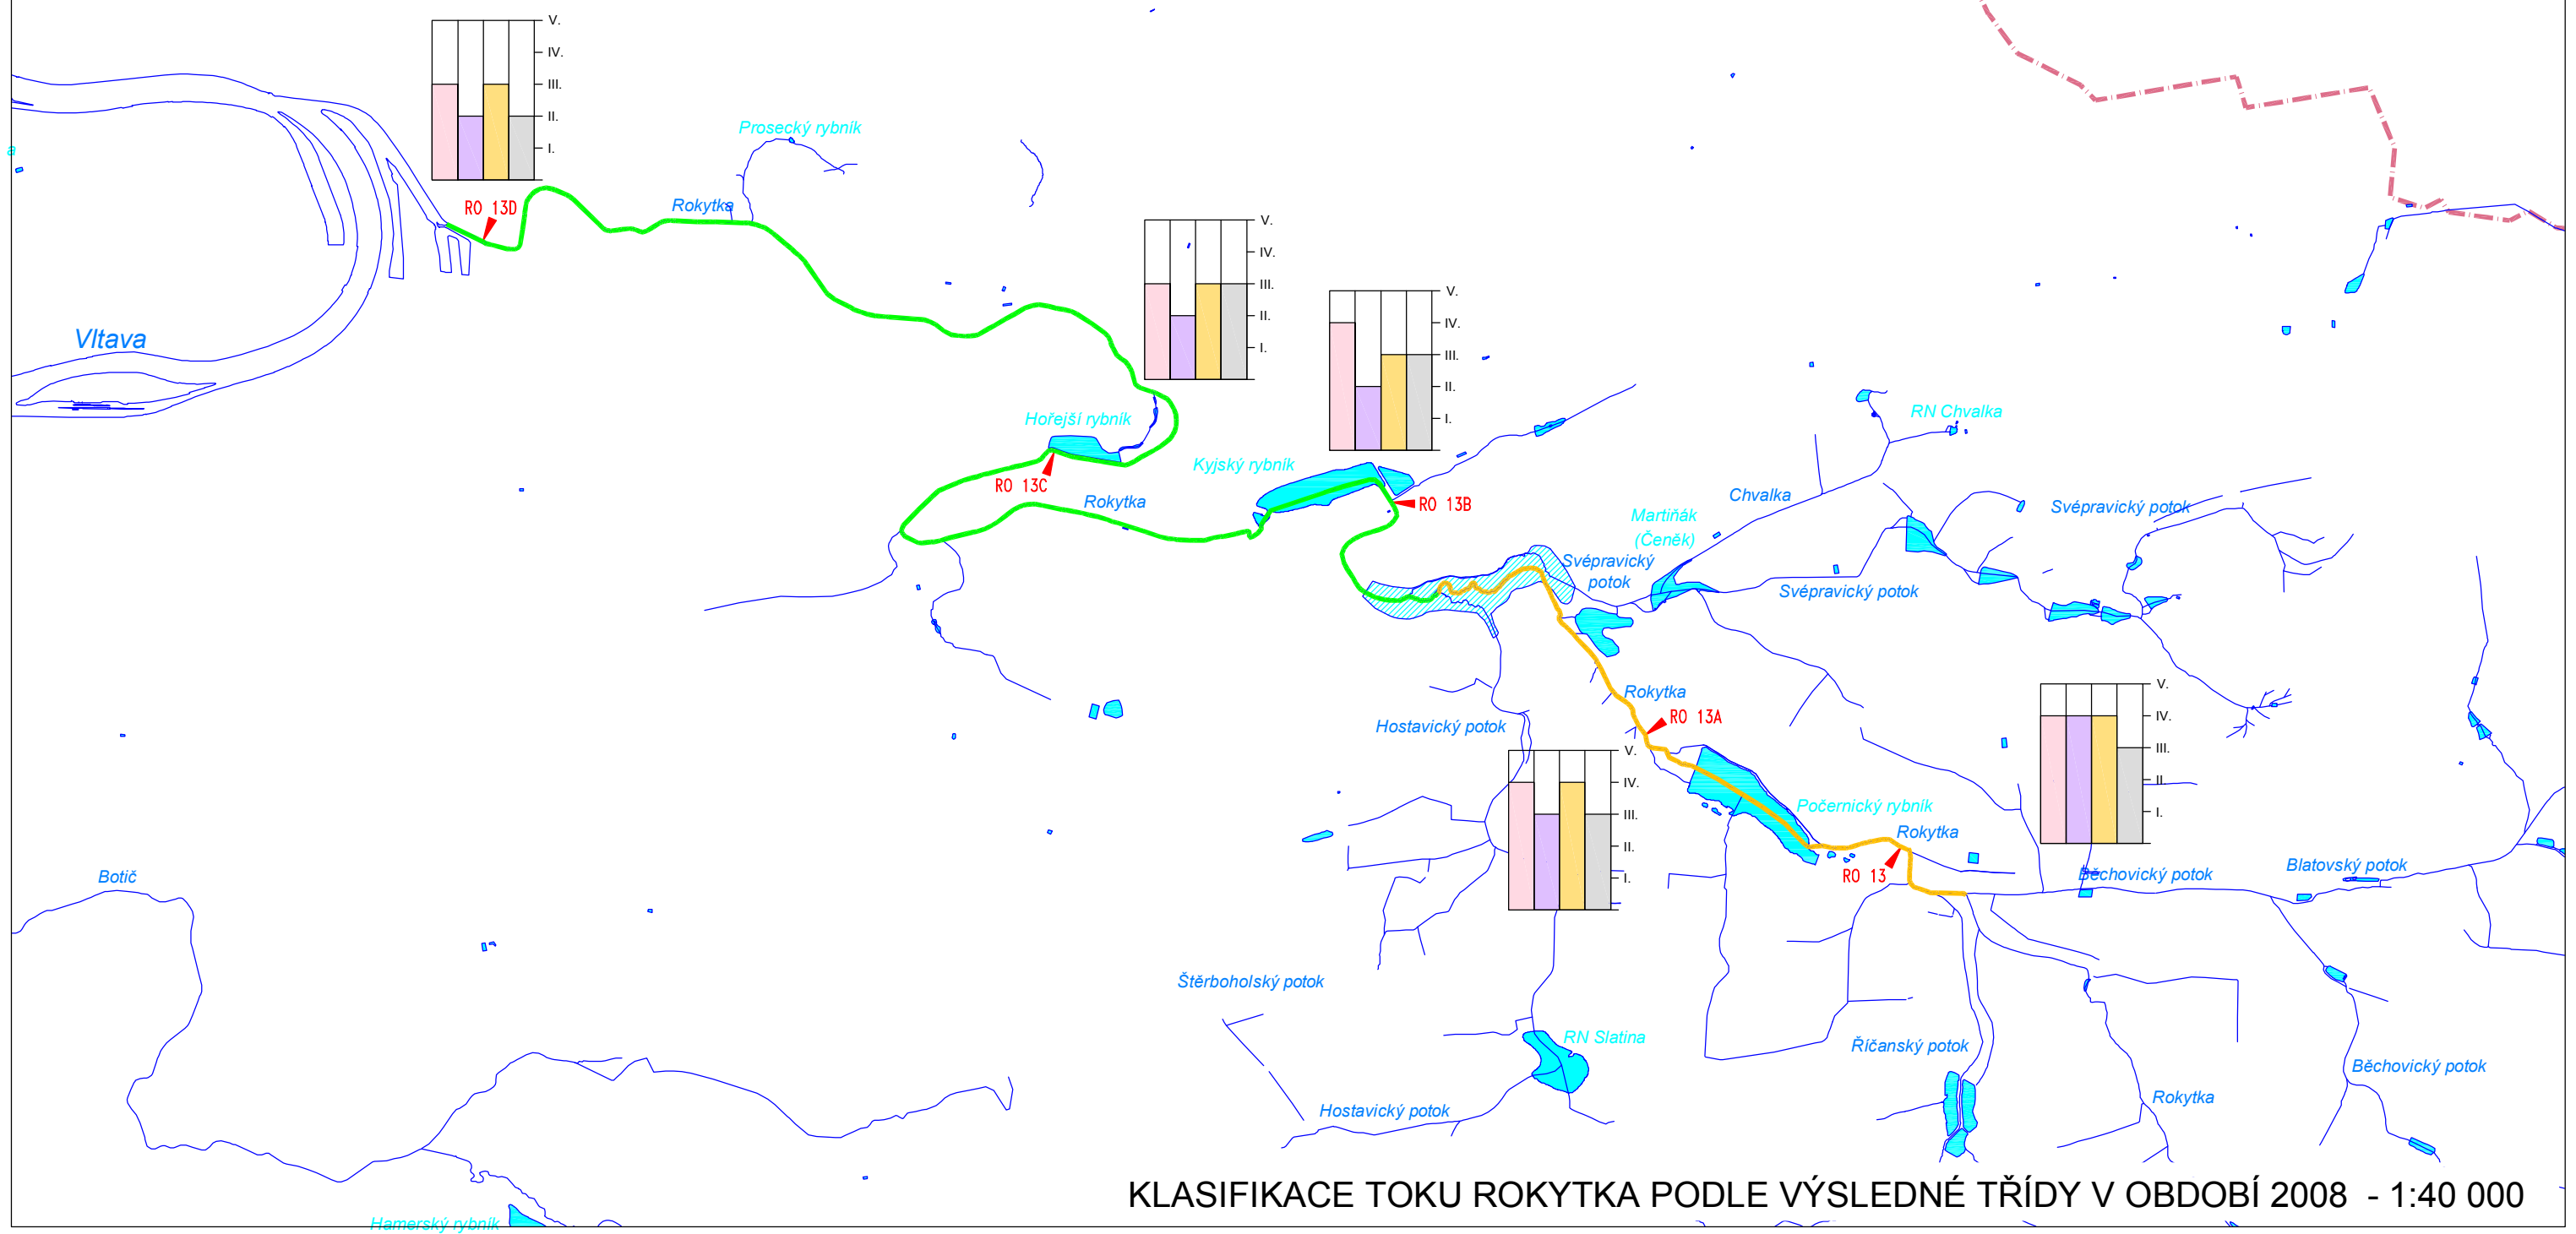 V.
IV.
III.
II.
I.
Prosecký rybník
a
RO 13D
Rokytka
V.
IV.
III.
II.
I.
V.
IV.
III.
II.
I.
Vltava
Hořejší rybník
RN Chvalka
Kyjský rybník
RO 13C
Rokytka
RO 13B
Chvalka
Svépravický potok
Martiňák
(Čeněk)
Svépravický
potok
Svépravický potok
Rokytka
RO 13A
Hostavický potok
V.
IV.
III.
II.
I.
V.
IV.
III.
II
I.
Počernický rybník
Rokytka
RO 13
Běchovický potok
Blatovský potok
Botič
Štěrboholský potok
RN Slatina
Říčanský potok
Běchovický potok
Hostavický potok
Rokytka
KLASIFIKACE TOKU ROKYTKA PODLE VÝSLEDNÉ TŘÍDY V OBDOBÍ 2008 - 1:40 000
Hamerský rybník